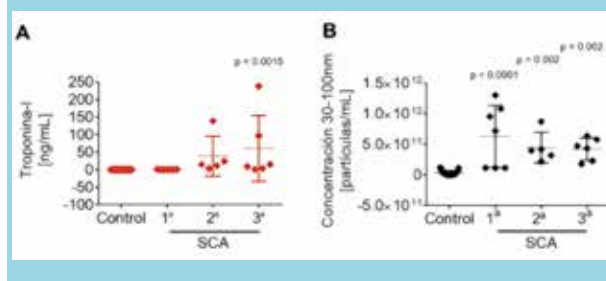 A
p = 0.0015
Troponina-I
[ng/mL]
250
200
150
100
50
0
-50
-100
Control
1ª
2ª
3ª
SCA
B
p < 0.0001
p = 0.002
p = 0.002
Concentración 30-100nm
[partículas/mL]
1.5×10¹²
1.0×10¹²
5.0×10¹¹
0
-5.0×10¹¹
Control
1ª
2ª
3ª
SCA